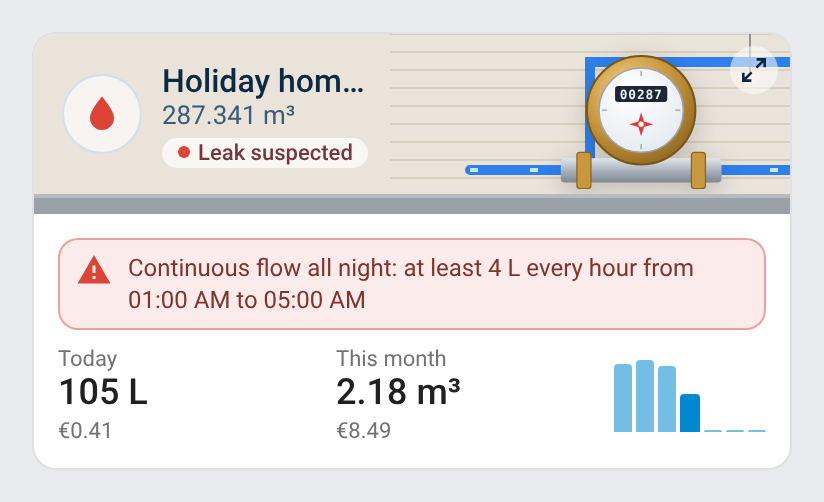 Holiday hom…
287.341 m³
Leak suspected
00287
Continuous flow all night: at least 4 L every hour from
01:00 AM to 05:00 AM
Today
This month
105 L
2.18 m³
€0.41
€8.49